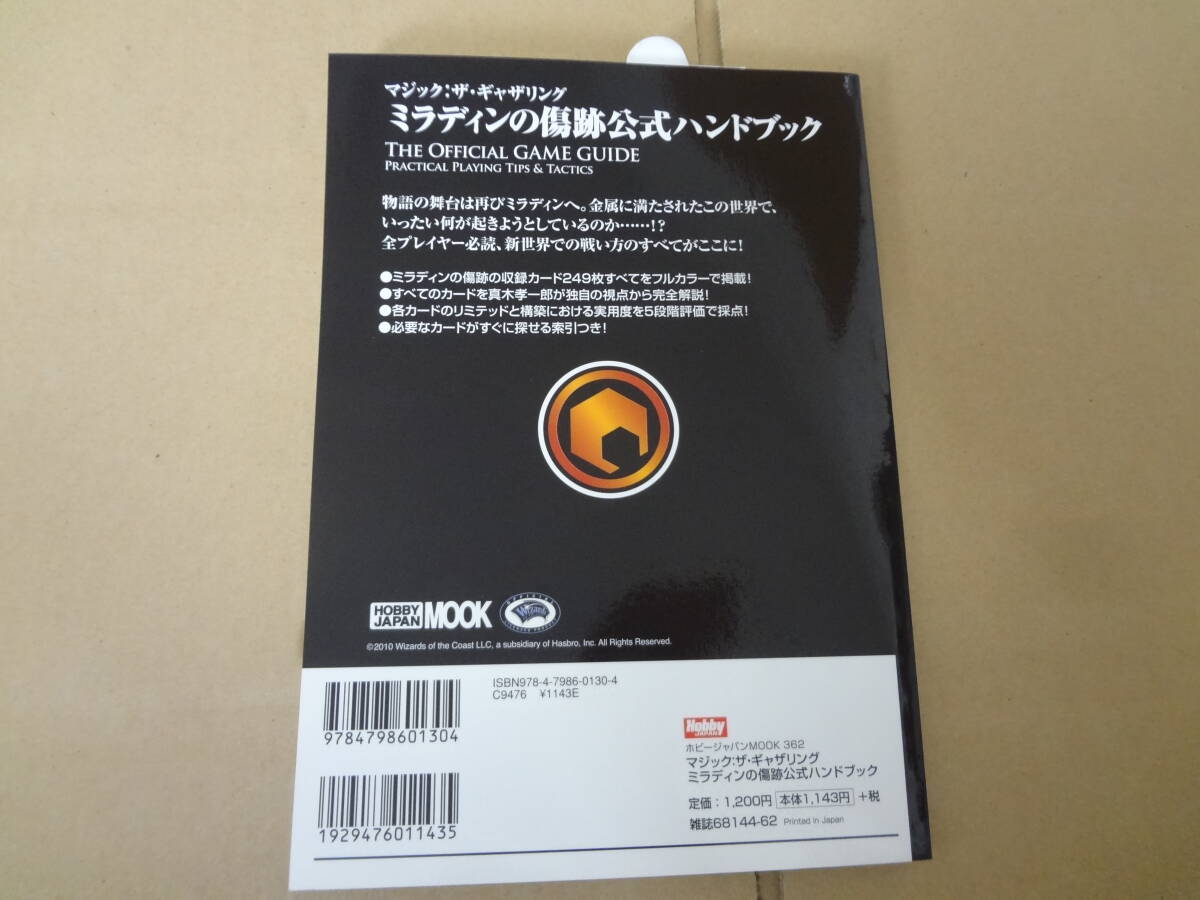 マジック:ザ・ギャザリング
ミラディンの傷跡公式ハンドブック
THE OFFICIAL GAME GUIDE
PRACTICAL PLAYING TIPS & TACTICS
物語の舞台は再びミラディンへ。金属に満たされたこの世界で、
いったい何が起きようとしているのか……!?
全プレイヤー必読、新世界での戦い方のすべてがここに!
●ミラディンの傷跡の収録カード249枚すべてをフルカラーで掲載!
●すべてのカードを真木孝一郎が独自の視点から完全解説!
●各カードのリミテッドと構築における実用度を5段階評価で採点!
●必要なカードがすぐに探せる索引つき!
HOBBY JAPAN MOOK
OFFICIAL
Wizards
©2010 Wizards of the Coast LLC, a subsidiary of Hasbro, Inc. All Rights Reserved.
ISBN978-4-7986-0130-4
C9476 ¥1143E
9784798601304
1929476011435
Hobby JAPAN
ホビージャパンMOOK 362
マジック:ザ・ギャザリング
ミラディンの傷跡公式ハンドブック
定価:1,200円 本体1,143円 +税
雑誌68144-62 Printed in Japan